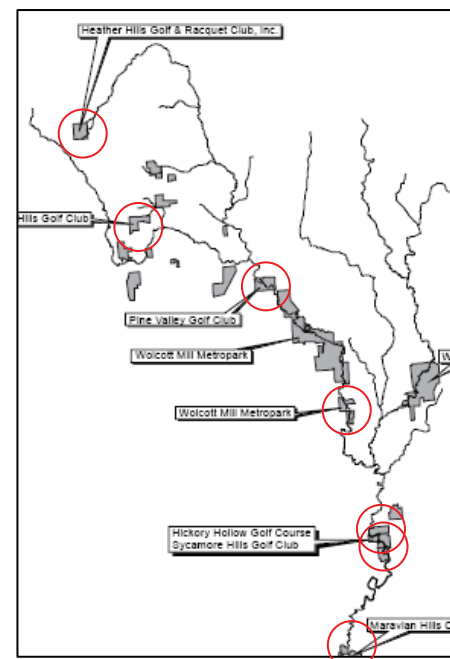 Heather Hills Golf & Racquet Club, Inc.
Hills Golf Club
Pine Valley Golf Club
Wolcott Mill Metropark
W
Wolcott Mill Metropark
Hickory Hollow Golf Course
Sycamore Hills Golf Club
Maravian Hills C